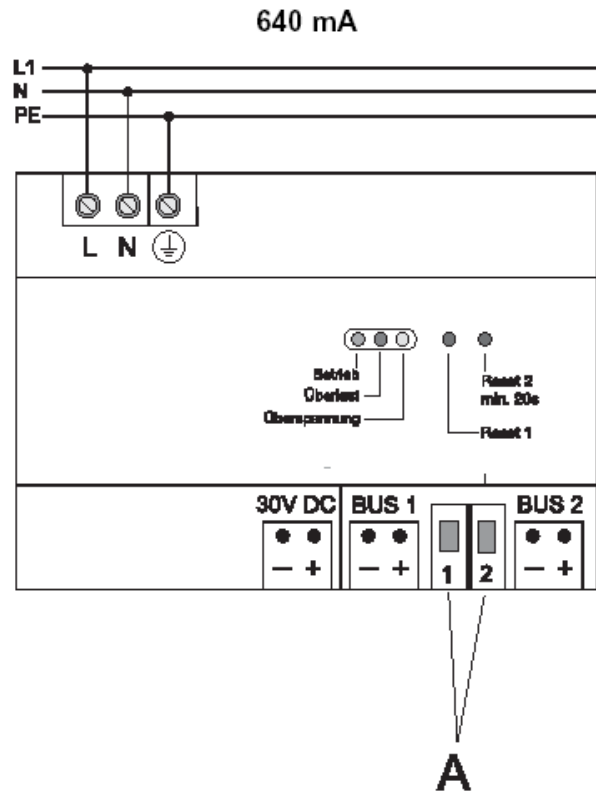 640 mA
L1
N
PE
L N
Betrieb
Überlast
Überspannung
Reset 2
min. 20s
Reset 1
30V DC BUS 1 BUS 2
− + − + 1 2 − +
A